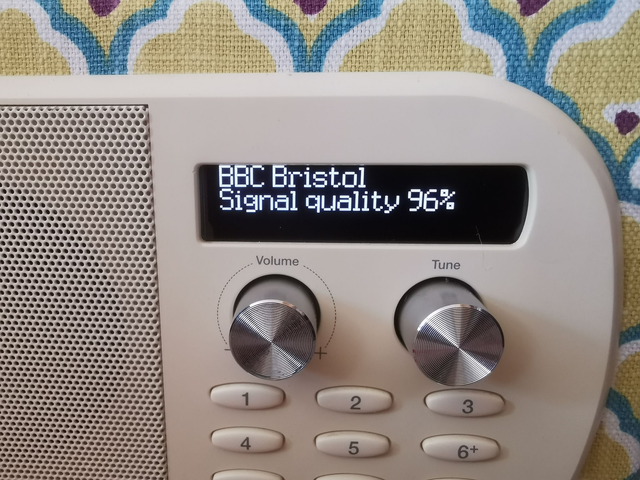 BBC Bristol
Signal quality 96%
Volume
Tune
- +
1 2 3
4 5 6+